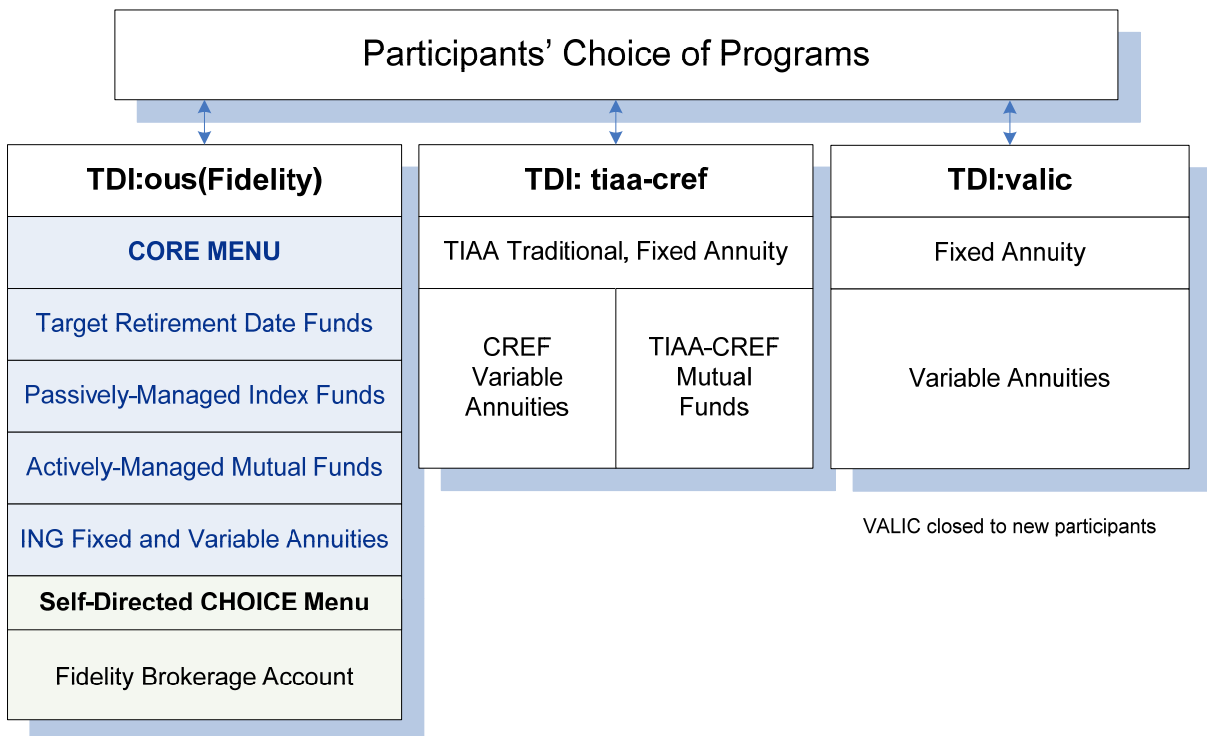 Participants’ Choice of Programs
TDI:ous(Fidelity)
CORE MENU
Target Retirement Date Funds
Passively-Managed Index Funds
Actively-Managed Mutual Funds
ING Fixed and Variable Annuities
Self-Directed CHOICE Menu
Fidelity Brokerage Account
TDI: tiaa-cref
TIAA Traditional, Fixed Annuity
CREF
Variable
Annuities
TIAA-CREF
Mutual
Funds
TDI:valic
Fixed Annuity
Variable Annuities
VALIC closed to new participants